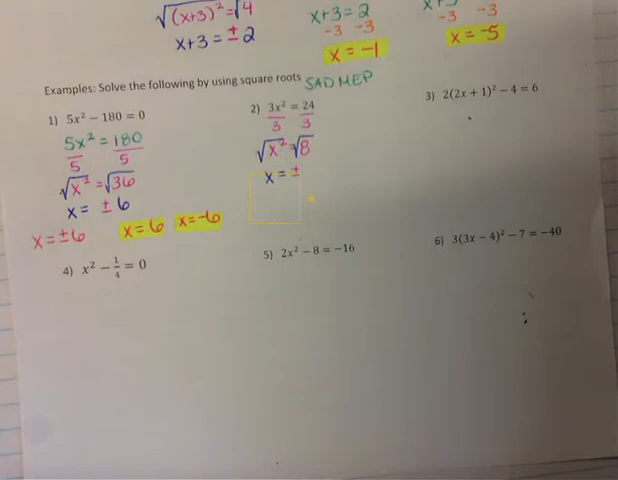 √(x+3)² = √4
x+3 = ± 2
x+3 = 2
-3 -3
x = -1
-3 -3
x = -5
Examples: Solve the following by using square roots SADMEP
1) 5x² − 180 = 0
5x² = 180
5 5
√x² = √36
x = ± 6
x = ±6 x = 6 x = -6
2) 3x² = 24
3 3
√x² √8
x = ±
3) 2(2x + 1)² − 4 = 6
4) x² − 1/4 = 0
5) 2x² − 8 = −16
6) 3(3x − 4)² − 7 = −40